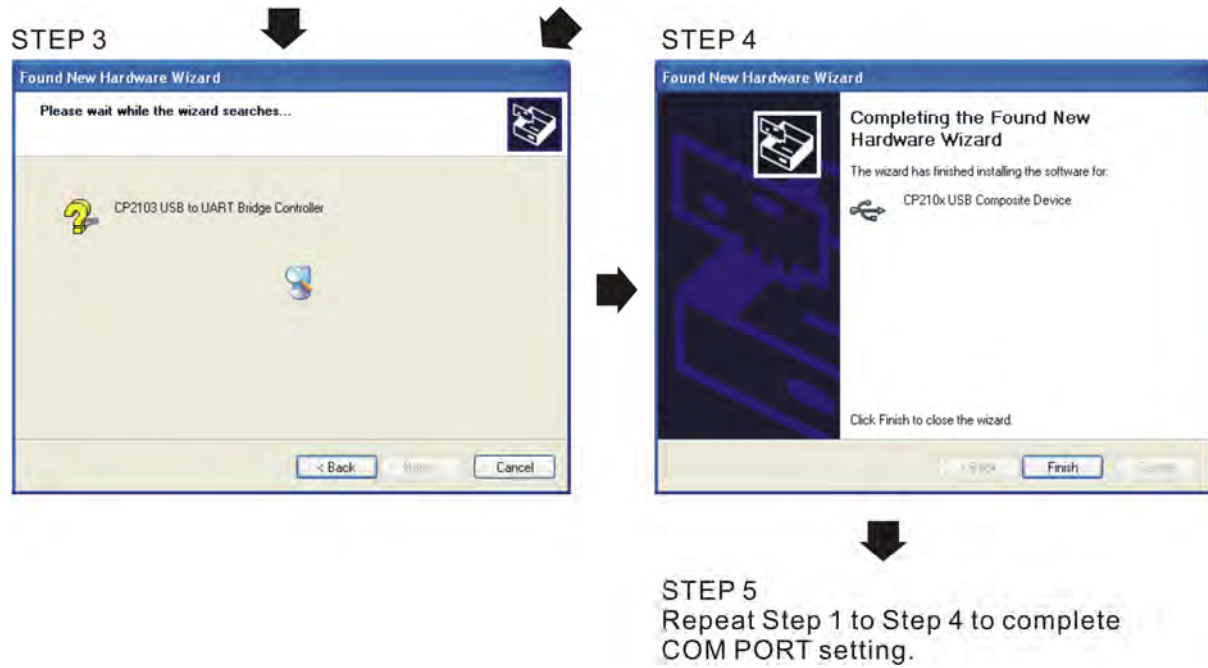 STEP 3
Found New Hardware Wizard
Please wait while the wizard searches...
CP2103 USB to UART Bridge Controller
< Back
Cancel
STEP 4
Found New Hardware Wizard
Completing the Found New
Hardware Wizard
The wizard has finished installing the software for:
CP210x USB Composite Device
Click Finish to close the wizard.
< Back Finish
STEP 5
Repeat Step 1 to Step 4 to complete
COM PORT setting.